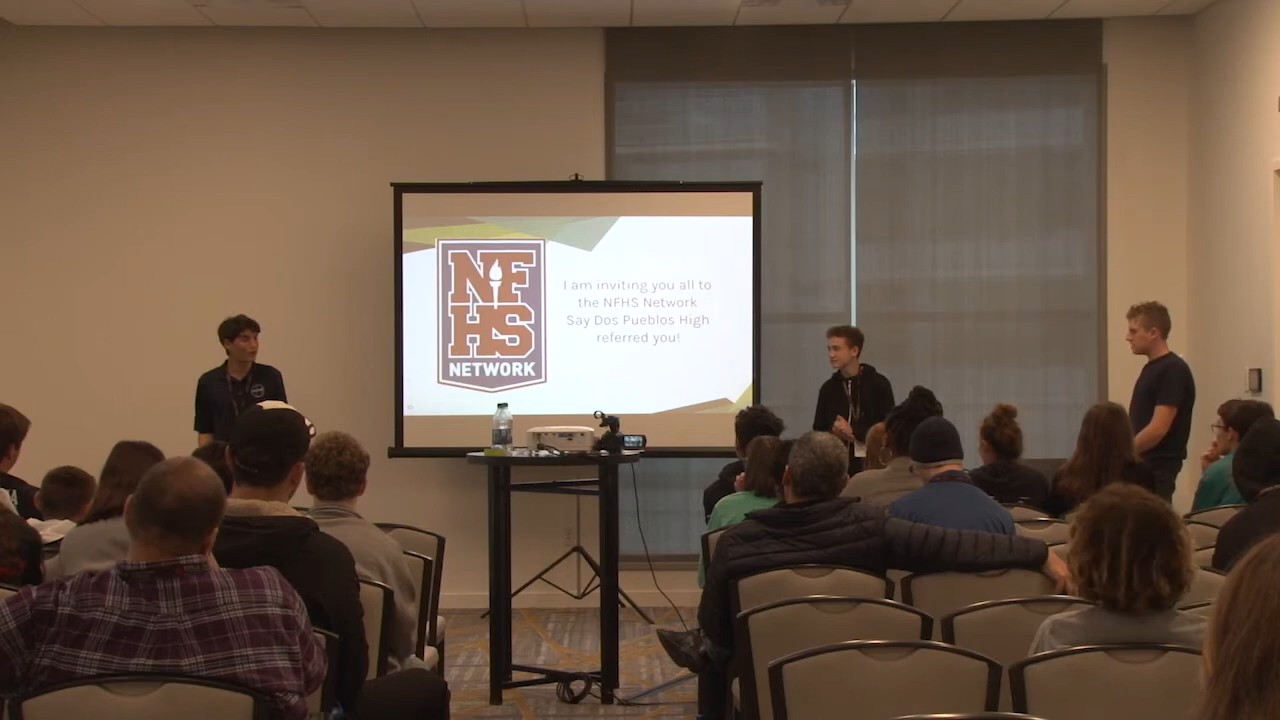 NF
HS
NETWORK
I am inviting you all to
the NFHS Network
Say Dos Pueblos High
referred you!